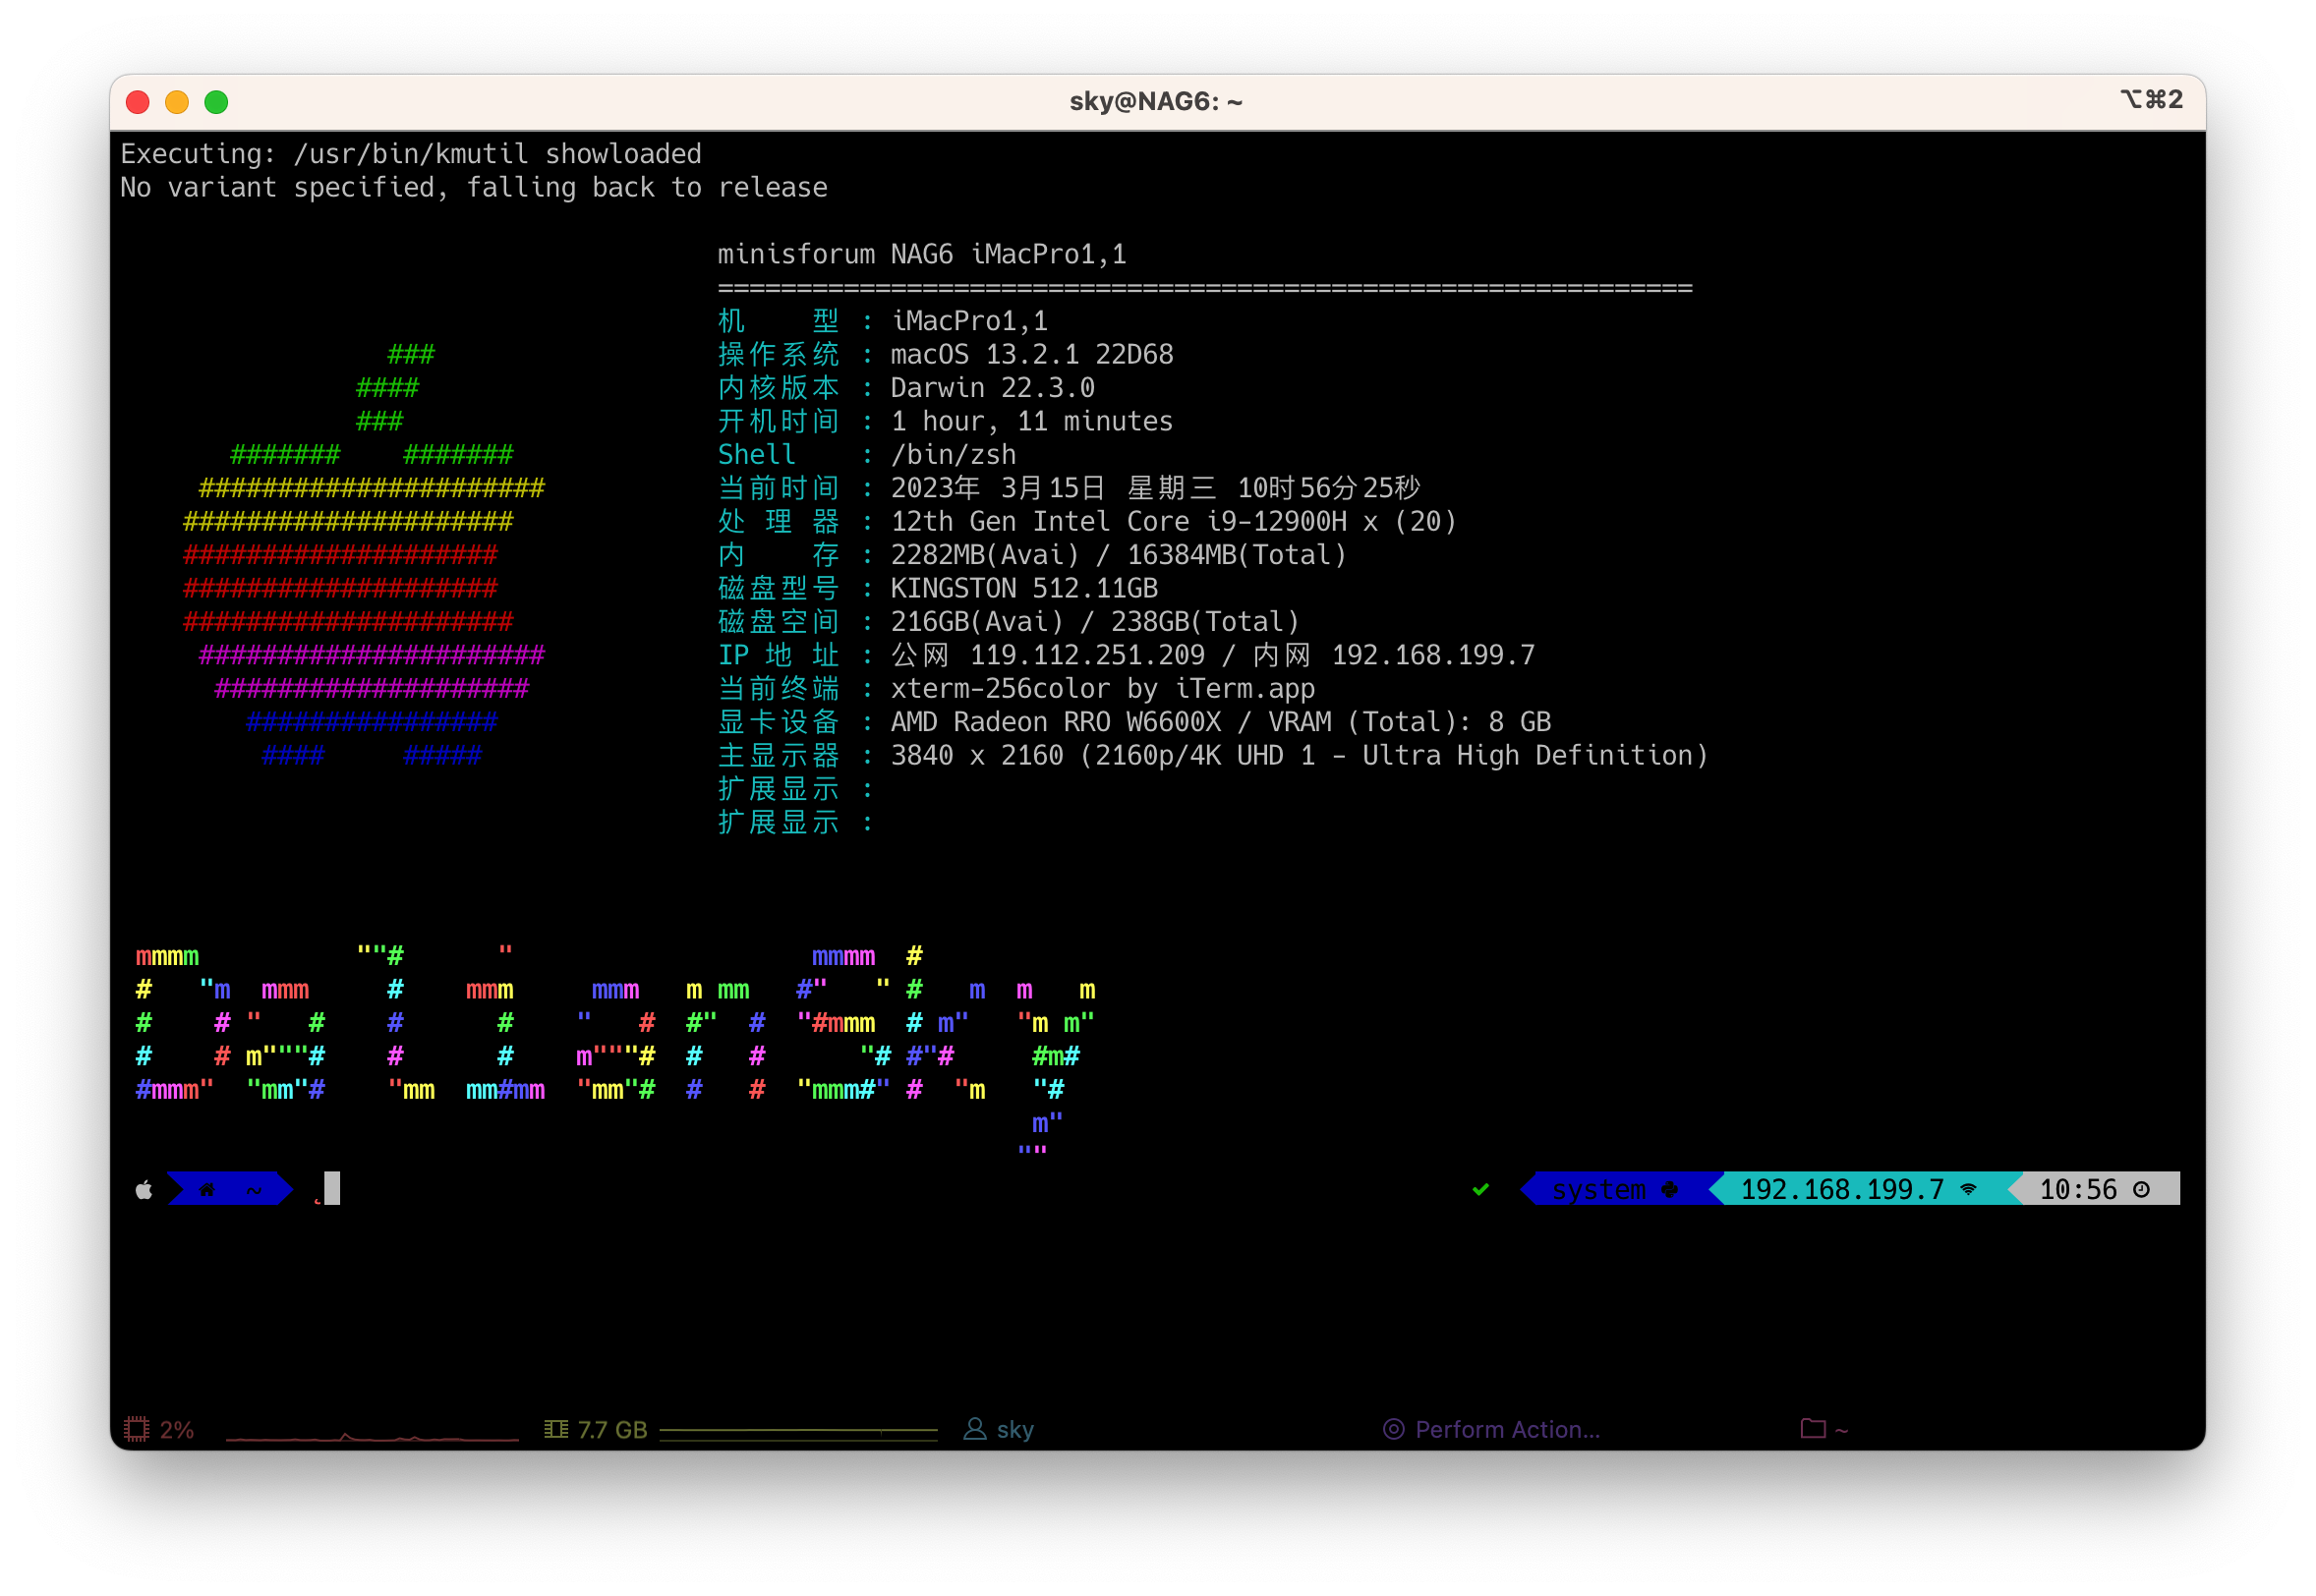 sky@NAG6: ~
⌥⌘2
Executing: /usr/bin/kmutil showloaded
No variant specified, falling back to release
minisforum NAG6 iMacPro1,1
==============================================================
机 型 : iMacPro1,1
操作系统 : macOS 13.2.1 22D68
内核版本 : Darwin 22.3.0
开机时间 : 1 hour, 11 minutes
Shell : /bin/zsh
当前时间 : 2023年 3月15日 星期三 10时56分25秒
处 理 器 : 12th Gen Intel Core i9-12900H x (20)
内 存 : 2282MB(Avai) / 16384MB(Total)
磁盘型号 : KINGSTON 512.11GB
磁盘空间 : 216GB(Avai) / 238GB(Total)
IP 地 址 : 公网 119.112.251.209 / 内网 192.168.199.7
当前终端 : xterm-256color by iTerm.app
显卡设备 : AMD Radeon RRO W6600X / VRAM (Total): 8 GB
主显示器 : 3840 x 2160 (2160p/4K UHD 1 - Ultra High Definition)
扩展显示 :
扩展显示 :
DalianSky
~
system 192.168.199.7 10:56
2% 7.7 GB sky Perform Action... ~